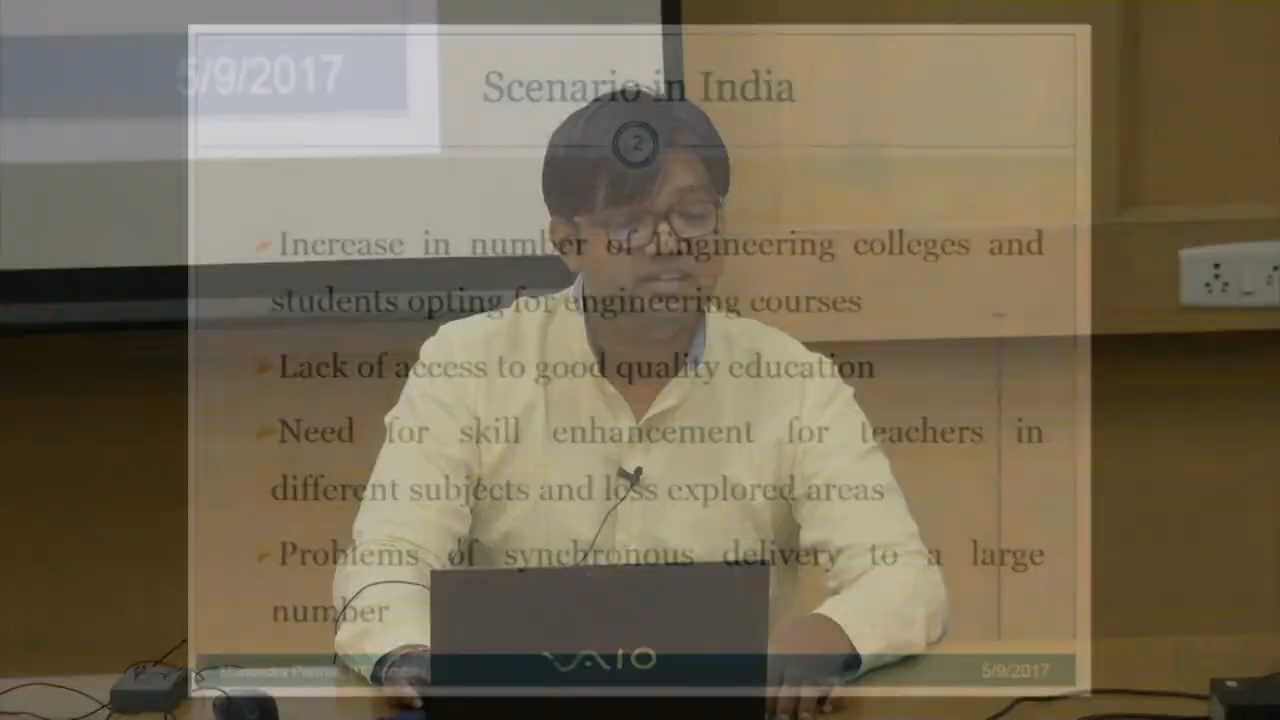 5/9/2017
Scenario in India
2
Increase in number of Engineering colleges and
students opting for engineering courses
Lack of access to good quality education
Need for skill enhancement for teachers in
different subjects and less explored areas
Problems of synchronous delivery to a large
number
VAIO
5/9/2017